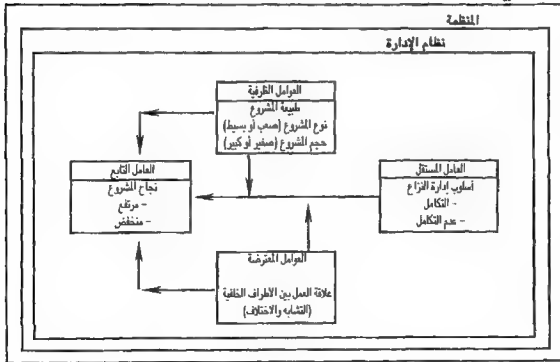 المنظمة
نظام الإدارة
العوامل الظرفية
طبيعة المشروع
نوع المشروع (صعب أو بسيط)
حجم المشروع (صغير أو كبير)
العامل المستقل
أسلوب إدارة النزاع
- التكامل
- عدم التكامل
العامل التابع
نجاح المشروع
- مرتفع
- منخفض
العوامل المعترضة
علاقة العمل بين الأطراف الخلفية
(التشابه والاختلاف)